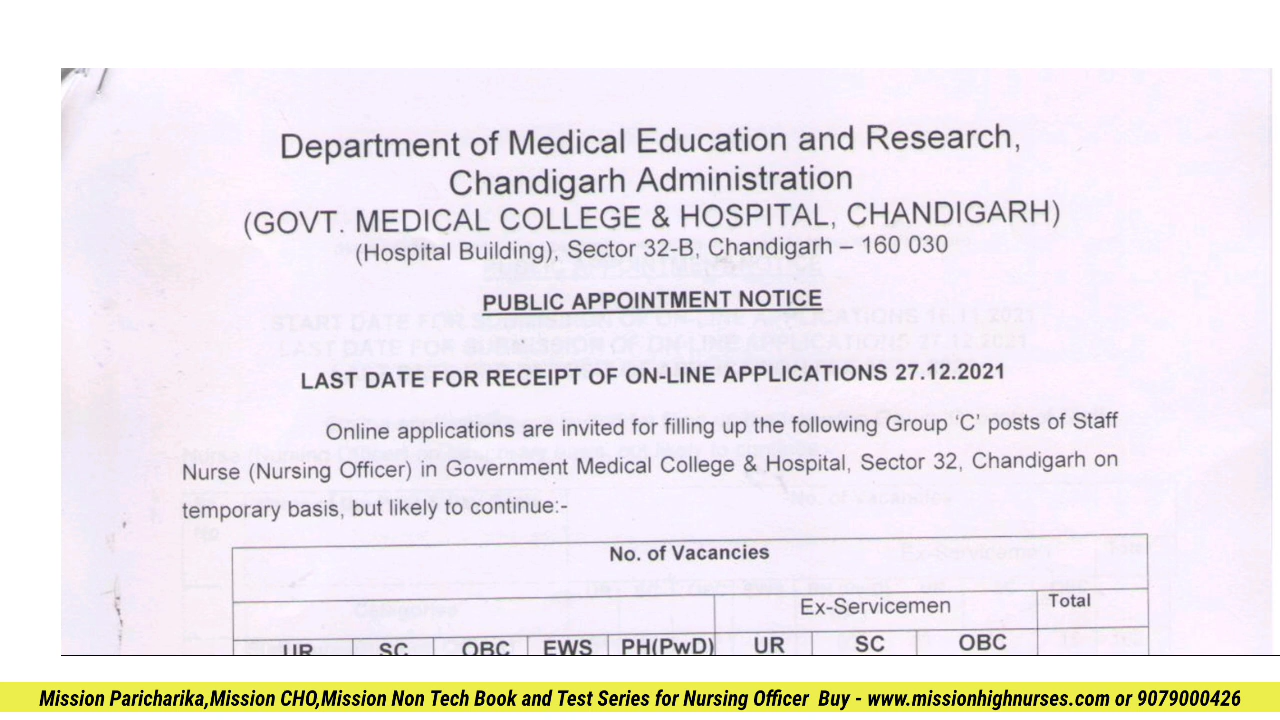 Department of Medical Education and Research,
Chandigarh Administration
(GOVT. MEDICAL COLLEGE & HOSPITAL, CHANDIGARH)
(Hospital Building), Sector 32-B, Chandigarh – 160 030
PUBLIC APPOINTMENT NOTICE
LAST DATE FOR RECEIPT OF ON-LINE APPLICATIONS 27.12.2021
Online applications are invited for filling up the following Group ‘C’ posts of Staff
Nurse (Nursing Officer) in Government Medical College & Hospital, Sector 32, Chandigarh on
temporary basis, but likely to continue:-
No. of Vacancies
Ex-Servicemen Total
UR SC OBC EWS PH(PwD) UR SC OBC
Mission Paricharika,Mission CHO,Mission Non Tech Book and Test Series for Nursing Officer Buy - www.missionhighnurses.com or 9079000426